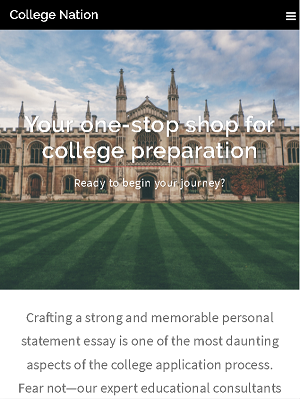 College Nation
Your one-stop shop for
college preparation
Ready to begin your journey?
Crafting a strong and memorable personal
statement essay is one of the most daunting
aspects of the college application process.
Fear not—our expert educational consultants